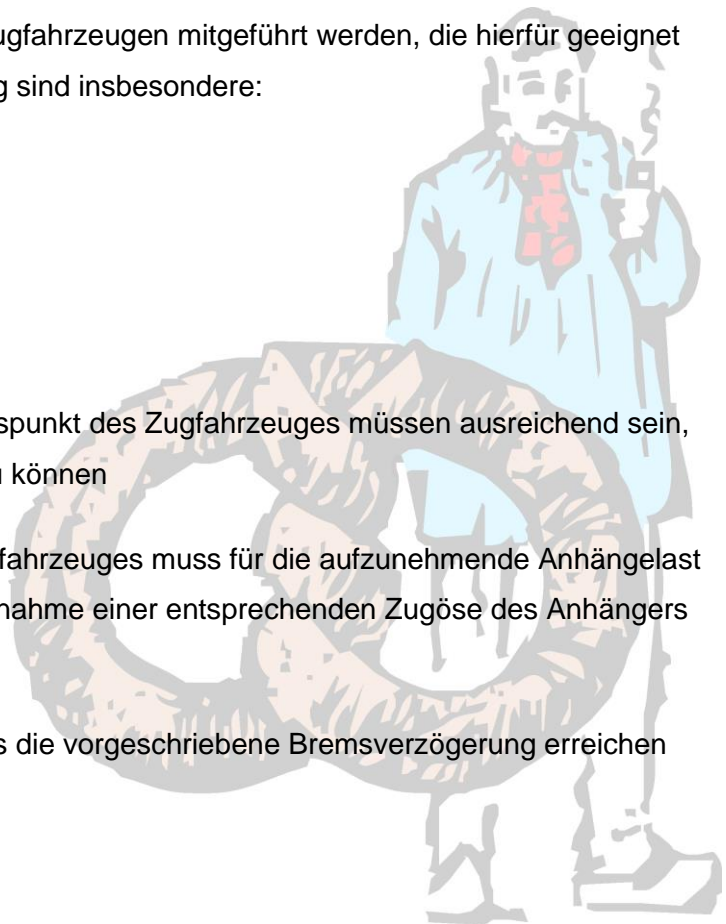 ugfahrzeugen mitgeführt werden, die hierfür geeignet
g sind insbesondere:
spunkt des Zugfahrzeuges müssen ausreichend sein,
u können
fahrzeuges muss für die aufzunehmende Anhängelast
nahme einer entsprechenden Zugöse des Anhängers
s die vorgeschriebene Bremsverzögerung erreichen